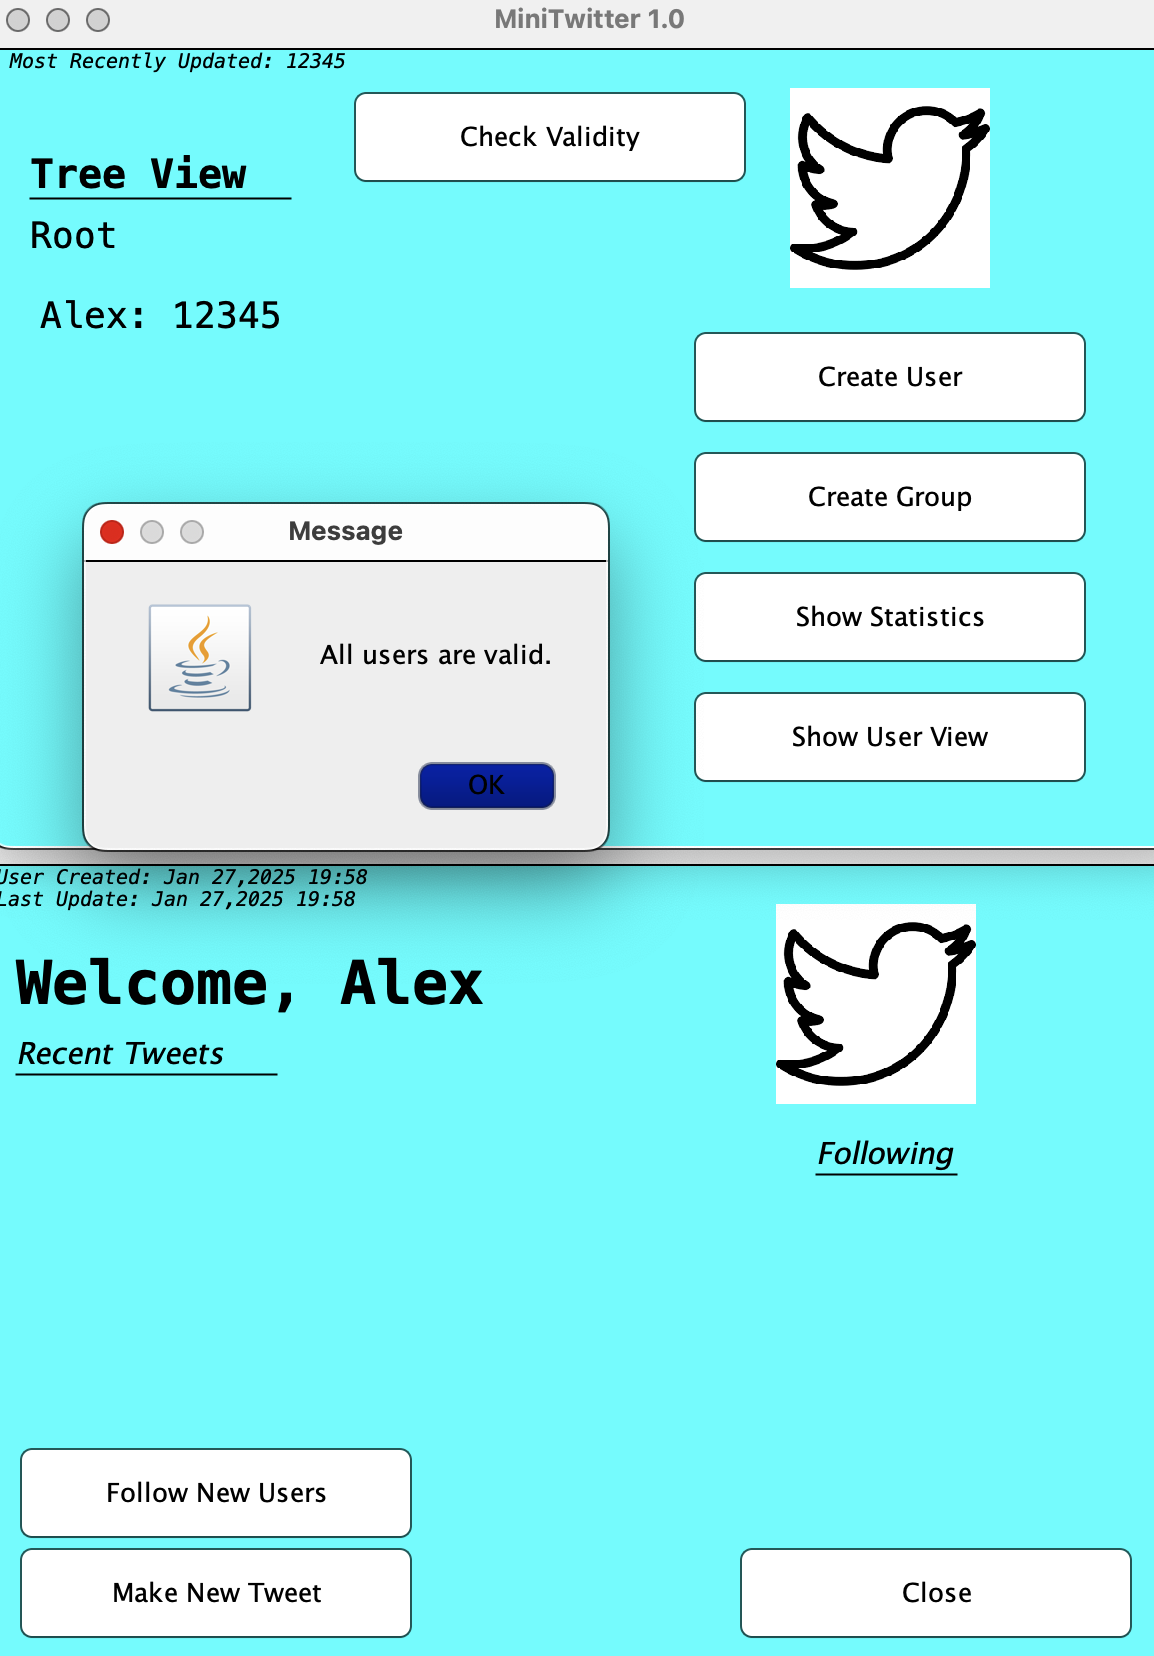 MiniTwitter 1.0
Most Recently Updated: 12345
Check Validity
Tree View
Root
Alex: 12345
Create User
Create Group
Show Statistics
Show User View
Message
All users are valid.
OK
User Created: Jan 27,2025 19:58
Last Update: Jan 27,2025 19:58
Welcome, Alex
Recent Tweets
Following
Follow New Users
Make New Tweet
Close